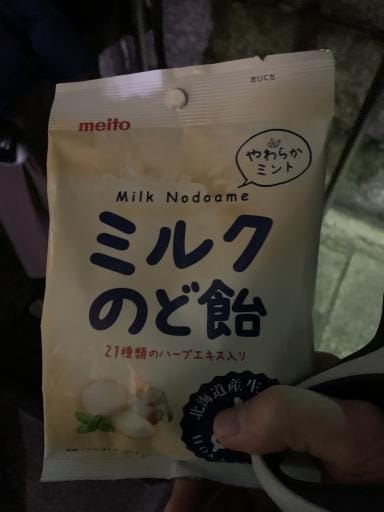 きりくち
meito
やわらか
ミント
Milk Nodoame
ミルク
のど飴
21種類のハーブエキス入り
北海道産生
HOK